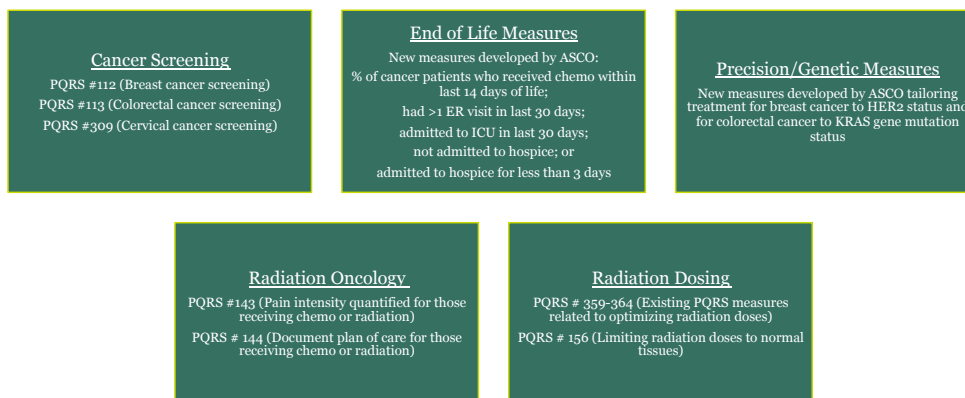 Cancer Screening
PQRS #112 (Breast cancer screening)
PQRS #113 (Colorectal cancer screening)
PQRS #309 (Cervical cancer screening)
End of Life Measures
New measures developed by ASCO:
% of cancer patients who received chemo within
last 14 days of life;
had >1 ER visit in last 30 days;
admitted to ICU in last 30 days;
not admitted to hospice; or
admitted to hospice for less than 3 days
Precision/Genetic Measures
New measures developed by ASCO tailoring
treatment for breast cancer to HER2 status and
for colorectal cancer to KRAS gene mutation
status
Radiation Oncology
PQRS #143 (Pain intensity quantified for those
receiving chemo or radiation)
PQRS # 144 (Document plan of care for those
receiving chemo or radiation)
Radiation Dosing
PQRS # 359-364 (Existing PQRS measures
related to optimizing radiation doses)
PQRS # 156 (Limiting radiation doses to normal
tissues)